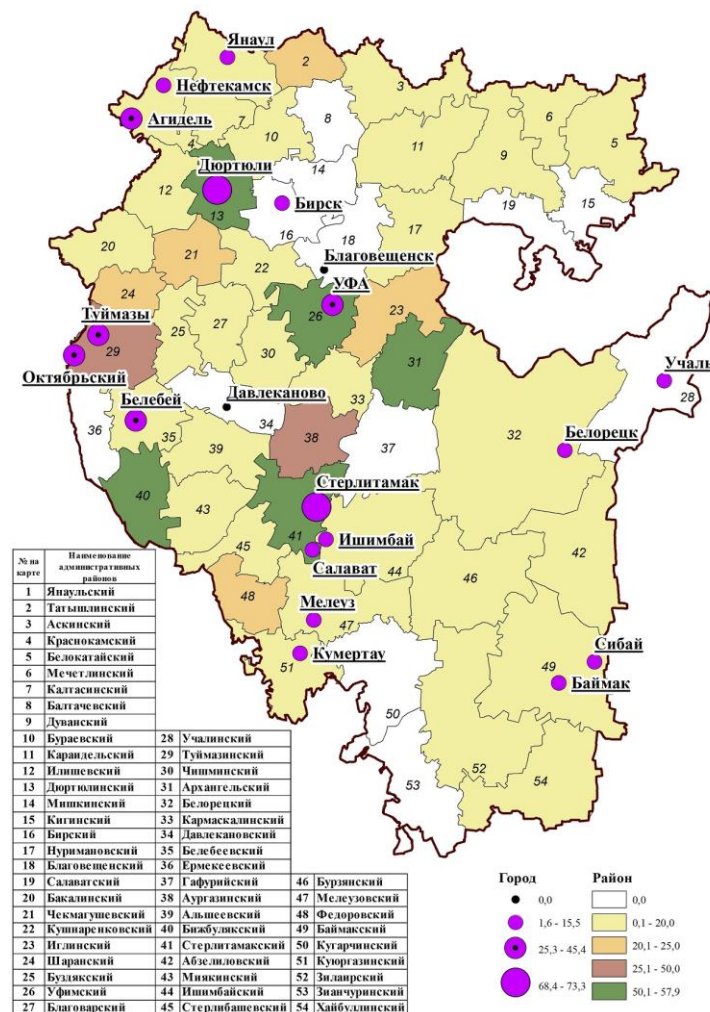 Янаул
2
3
Нефтекамск
1
8
6
Агидель
7
10
5
4
11
9
Дюртюли
14
12
Бирск
15
13
19
16
17
18
20
21
22
Благовещенск
УФА
24
23
26
Туймазы
25
27
31
29
30
Учалы
Октябрьский
28
Белебей
Давлеканово
33
36
34
32
Белорецк
35
38
37
39
40
Стерлитамак
43
41
Ишимбай
42
45
Салават
44
46
48
Мелеуз
47
Сибай
51
Кумертау
49
Баймак
50
52
53
54
№ на карте
Наименование административных районов
1 Янаульский
2 Татышлинский
3 Аскинский
4 Краснокамский
5 Белокатайский
6 Мечетлинский
7 Калтасинский
8 Балтачевский
9 Дуванский
10 Бураевский 28 Учалинский
11 Караидельский 29 Туймазинский
12 Илишевский 30 Чишминский
13 Дюртюлинский 31 Архангельский
14 Мишкинский 32 Белорецкий
15 Кигинский 33 Кармаскалинский
16 Бирский 34 Давлекановский
17 Нуримановский 35 Белебеевский
18 Благовещенский 36 Ермекеевский
19 Салаватский 37 Гафурийский 46 Бурзянский
20 Бакалинский 38 Аургазинский 47 Мелеузовский
21 Чекмагушевский 39 Альшеевский 48 Федоровский
22 Кушнаренковский 40 Бижбулякский 49 Баймакский
23 Иглинский 41 Стерлитамакский 50 Кугарчинский
24 Шаранский 42 Абзелиловский 51 Куюргазинский
25 Буздякский 43 Миякинский 52 Зилаирский
26 Уфимский 44 Ишимбайский 53 Зианчуринский
27 Благоварский 45 Стерлибашевский 54 Хайбуллинский
Город
0,0
1,6 - 15,5
25,3 - 45,4
68,4 - 73,3
Район
0,0
0,1 - 20,0
20,1 - 25,0
25,1 - 50,0
50,1 - 57,9